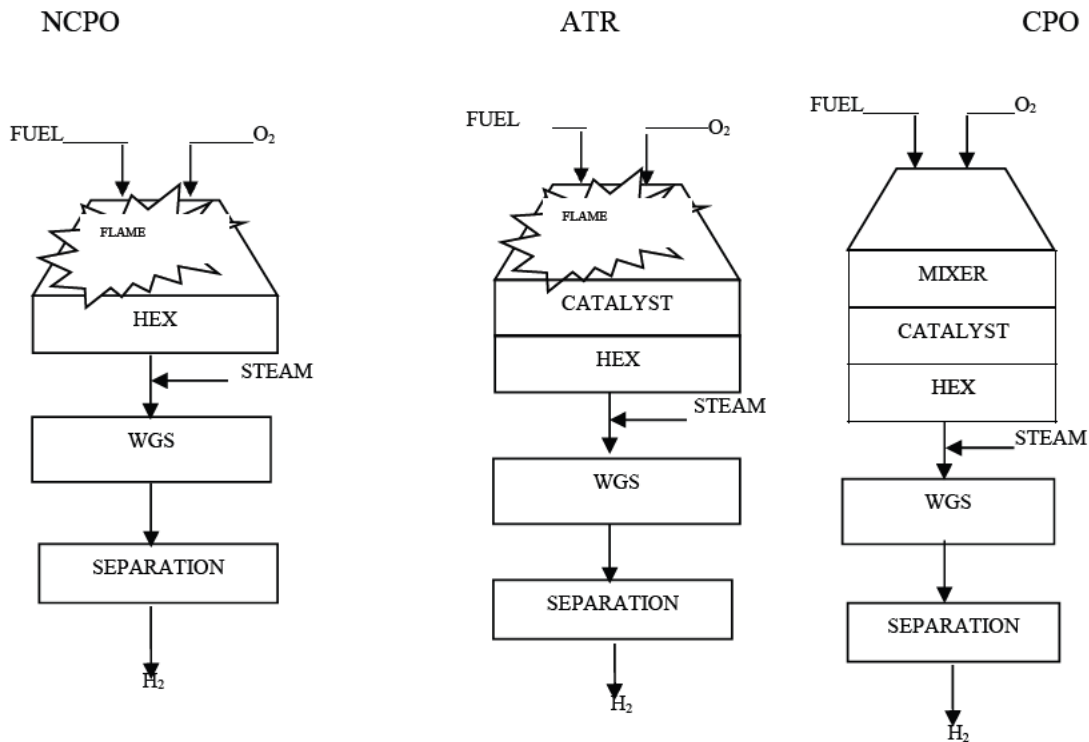 NCPO
FUEL
O₂
FLAME
HEX
STEAM
WGS
SEPARATION
H₂
ATR
FUEL
O₂
FLAME
CATALYST
HEX
STEAM
WGS
SEPARATION
H₂
CPO
FUEL
O₂
MIXER
CATALYST
HEX
STEAM
WGS
SEPARATION
H₂